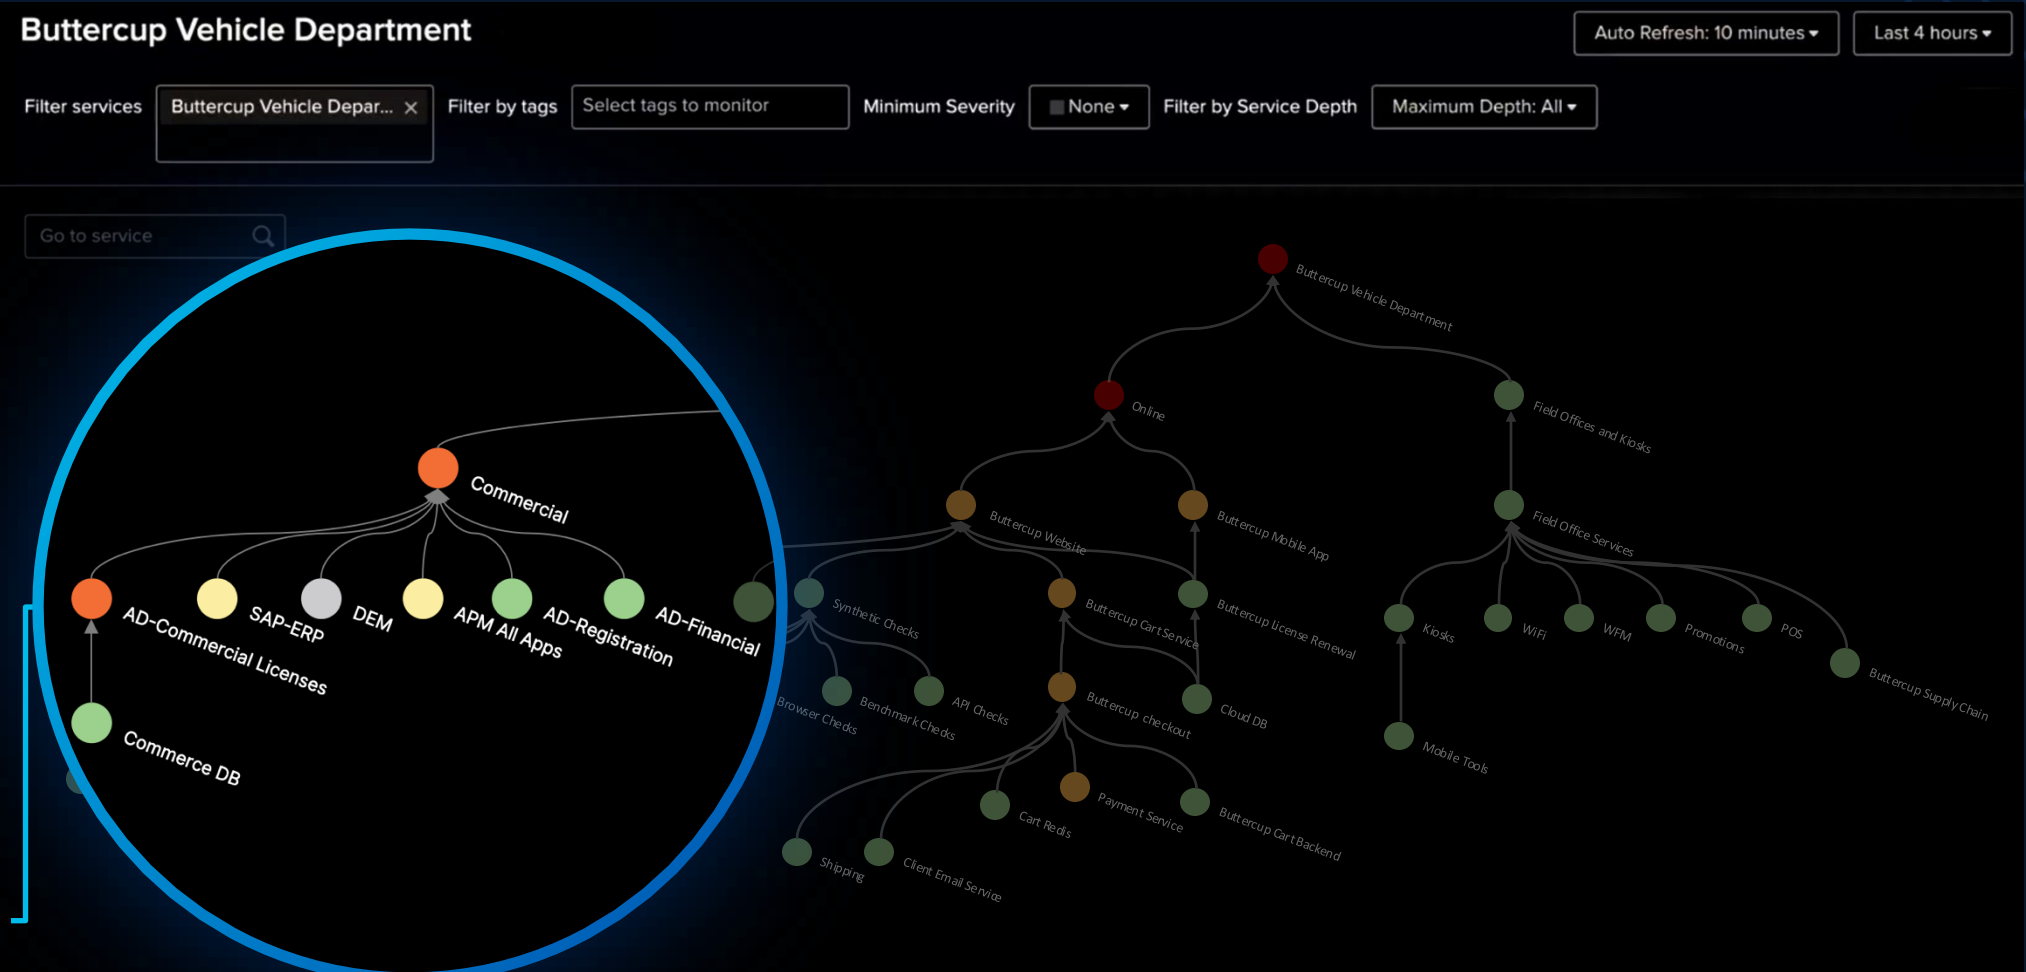 Buttercup Vehicle Department
Auto Refresh: 10 minutes
Last 4 hours
Filter services
Buttercup Vehicle Depar...
Filter by tags
Select tags to monitor
Minimum Severity
None
Filter by Service Depth
Maximum Depth: All
Go to service
Buttercup Vehicle Department
Online
Field Offices and Kiosks
Commercial
Buttercup Website
Buttercup Mobile App
Field Office Services
AD-Commercial Licenses
SAP-ERP
DEM
APM All Apps
AD-Registration
AD-Financial
Synthetic Checks
Buttercup Cart Service
Buttercup License Renewal
Kiosks
WiFi
WFM
Promotions
POS
Buttercup Supply Chain
Commerce DB
Browser Checks
Benchmark Checks
API Checks
Buttercup checkout
Cloud DB
Mobile Tools
Shipping
Client Email Service
Cart Redis
Payment Service
Buttercup Cart Backend